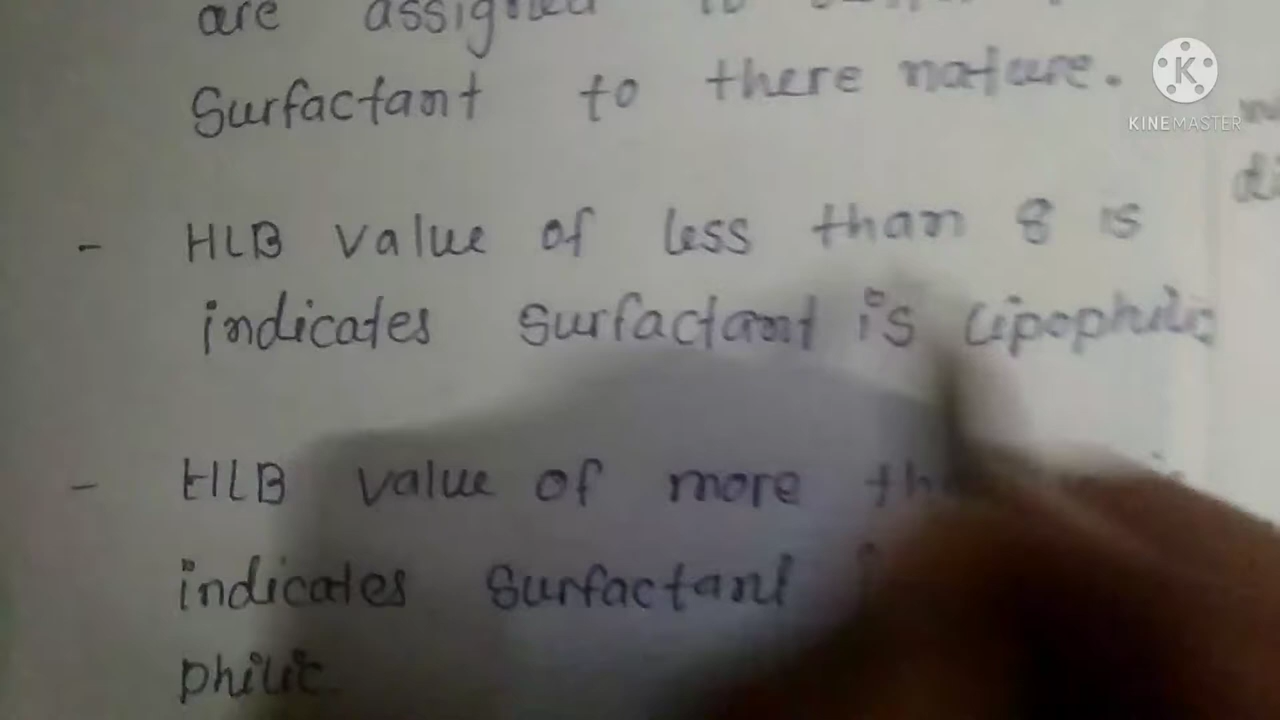 are
Surfactant to there nature.
KINEMASTER
- HLB value of less than 8 is
indicates Surfactant is Lipophilic
- HLB value of more
indicates Surfactant
philic